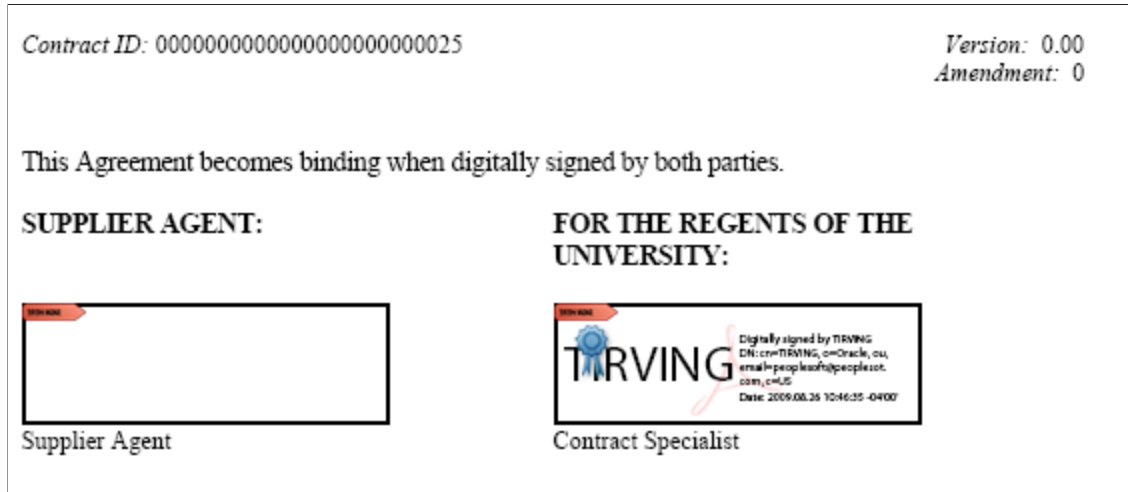 Contract ID: 0000000000000000000000025
Version: 0.00
Amendment: 0
This Agreement becomes binding when digitally signed by both parties.
SUPPLIER AGENT:
FOR THE REGENTS OF THE
UNIVERSITY:
TIRVING
Digitally signed by TIRVING
DN: cn=TIRVING, o=Oracle, ou,
email=peoplesoft@peoplesot.
com, c=US
Date: 2009.08.26 10:46:35 -04'00'
Supplier Agent
Contract Specialist